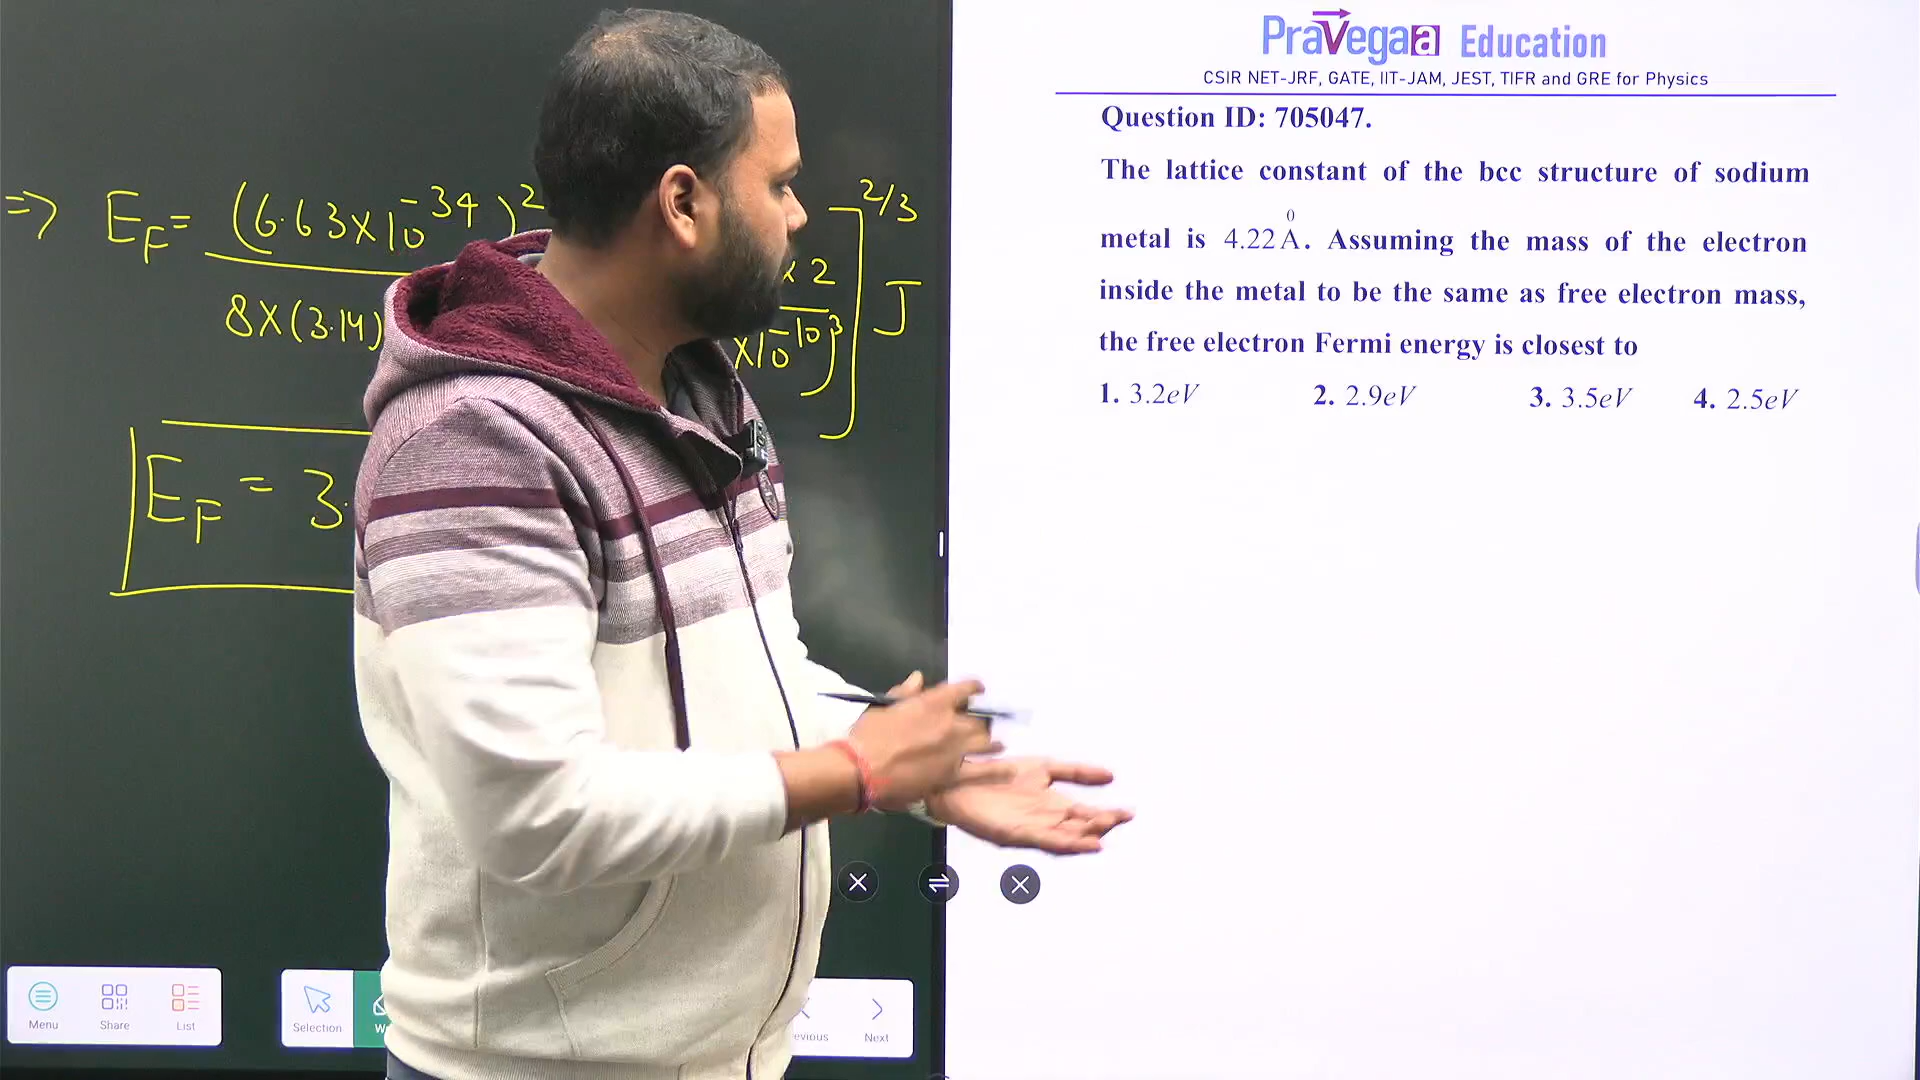 PraVegaa Education
CSIR NET-JRF, GATE, IIT-JAM, JEST, TIFR and GRE for Physics
Question ID: 705047.
The lattice constant of the bcc structure of sodium
metal is 4.22 Å. Assuming the mass of the electron
inside the metal to be the same as free electron mass,
the free electron Fermi energy is closest to
1. 3.2eV 2. 2.9eV 3. 3.5eV 4. 2.5eV
=> E_F = (6.63×10^-34)^2 ×2 ]^2/3 J
8×(3.14) ×10^-10)^3
E_F = 3.
Menu Share List Selection Next